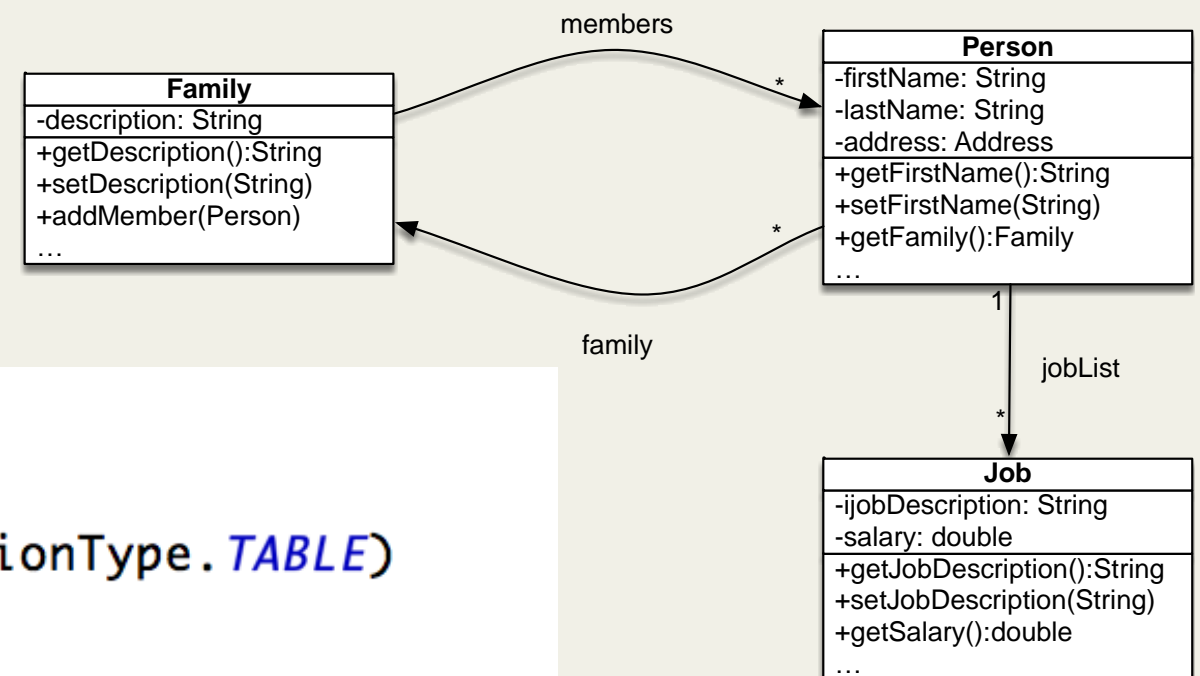 members
Family
-description: String
+getDescription():String
+setDescription(String)
+addMember(Person)
…
*
*
family
Person
-firstName: String
-lastName: String
-address: Address
+getFirstName():String
+setFirstName(String)
+getFamily():Family
…
1
jobList
*
ionType.TABLE)
Job
-ijobDescription: String
-salary: double
+getJobDescription():String
+setJobDescription(String)
+getSalary():double
…